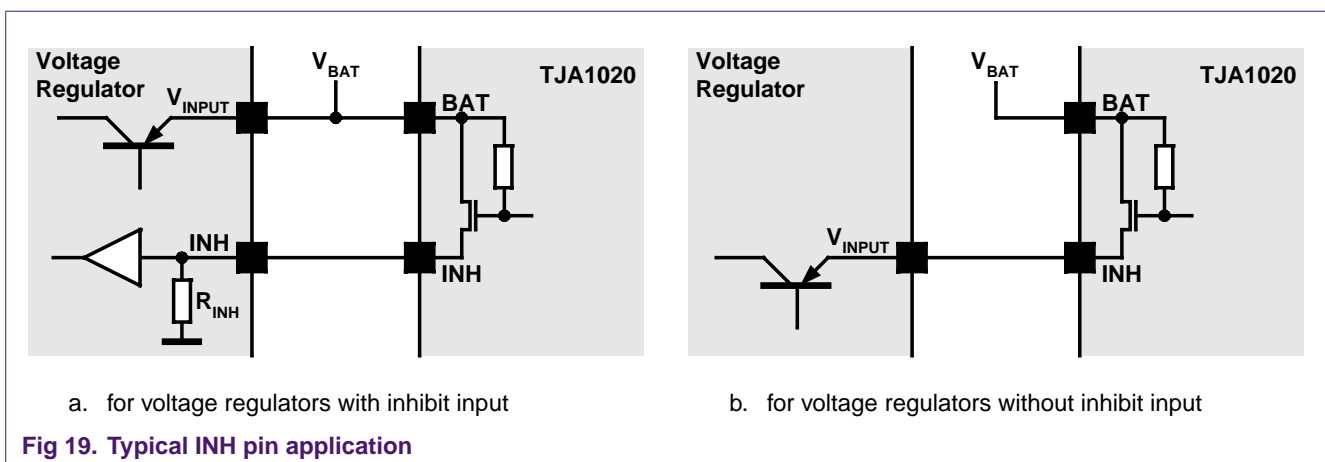 Voltage
Regulator
V_INPUT
V_BAT
BAT
TJA1020
INH
R_INH
INH
a. for voltage regulators with inhibit input
Voltage
Regulator
V_INPUT
V_BAT
BAT
TJA1020
INH
b. for voltage regulators without inhibit input
Fig 19. Typical INH pin application